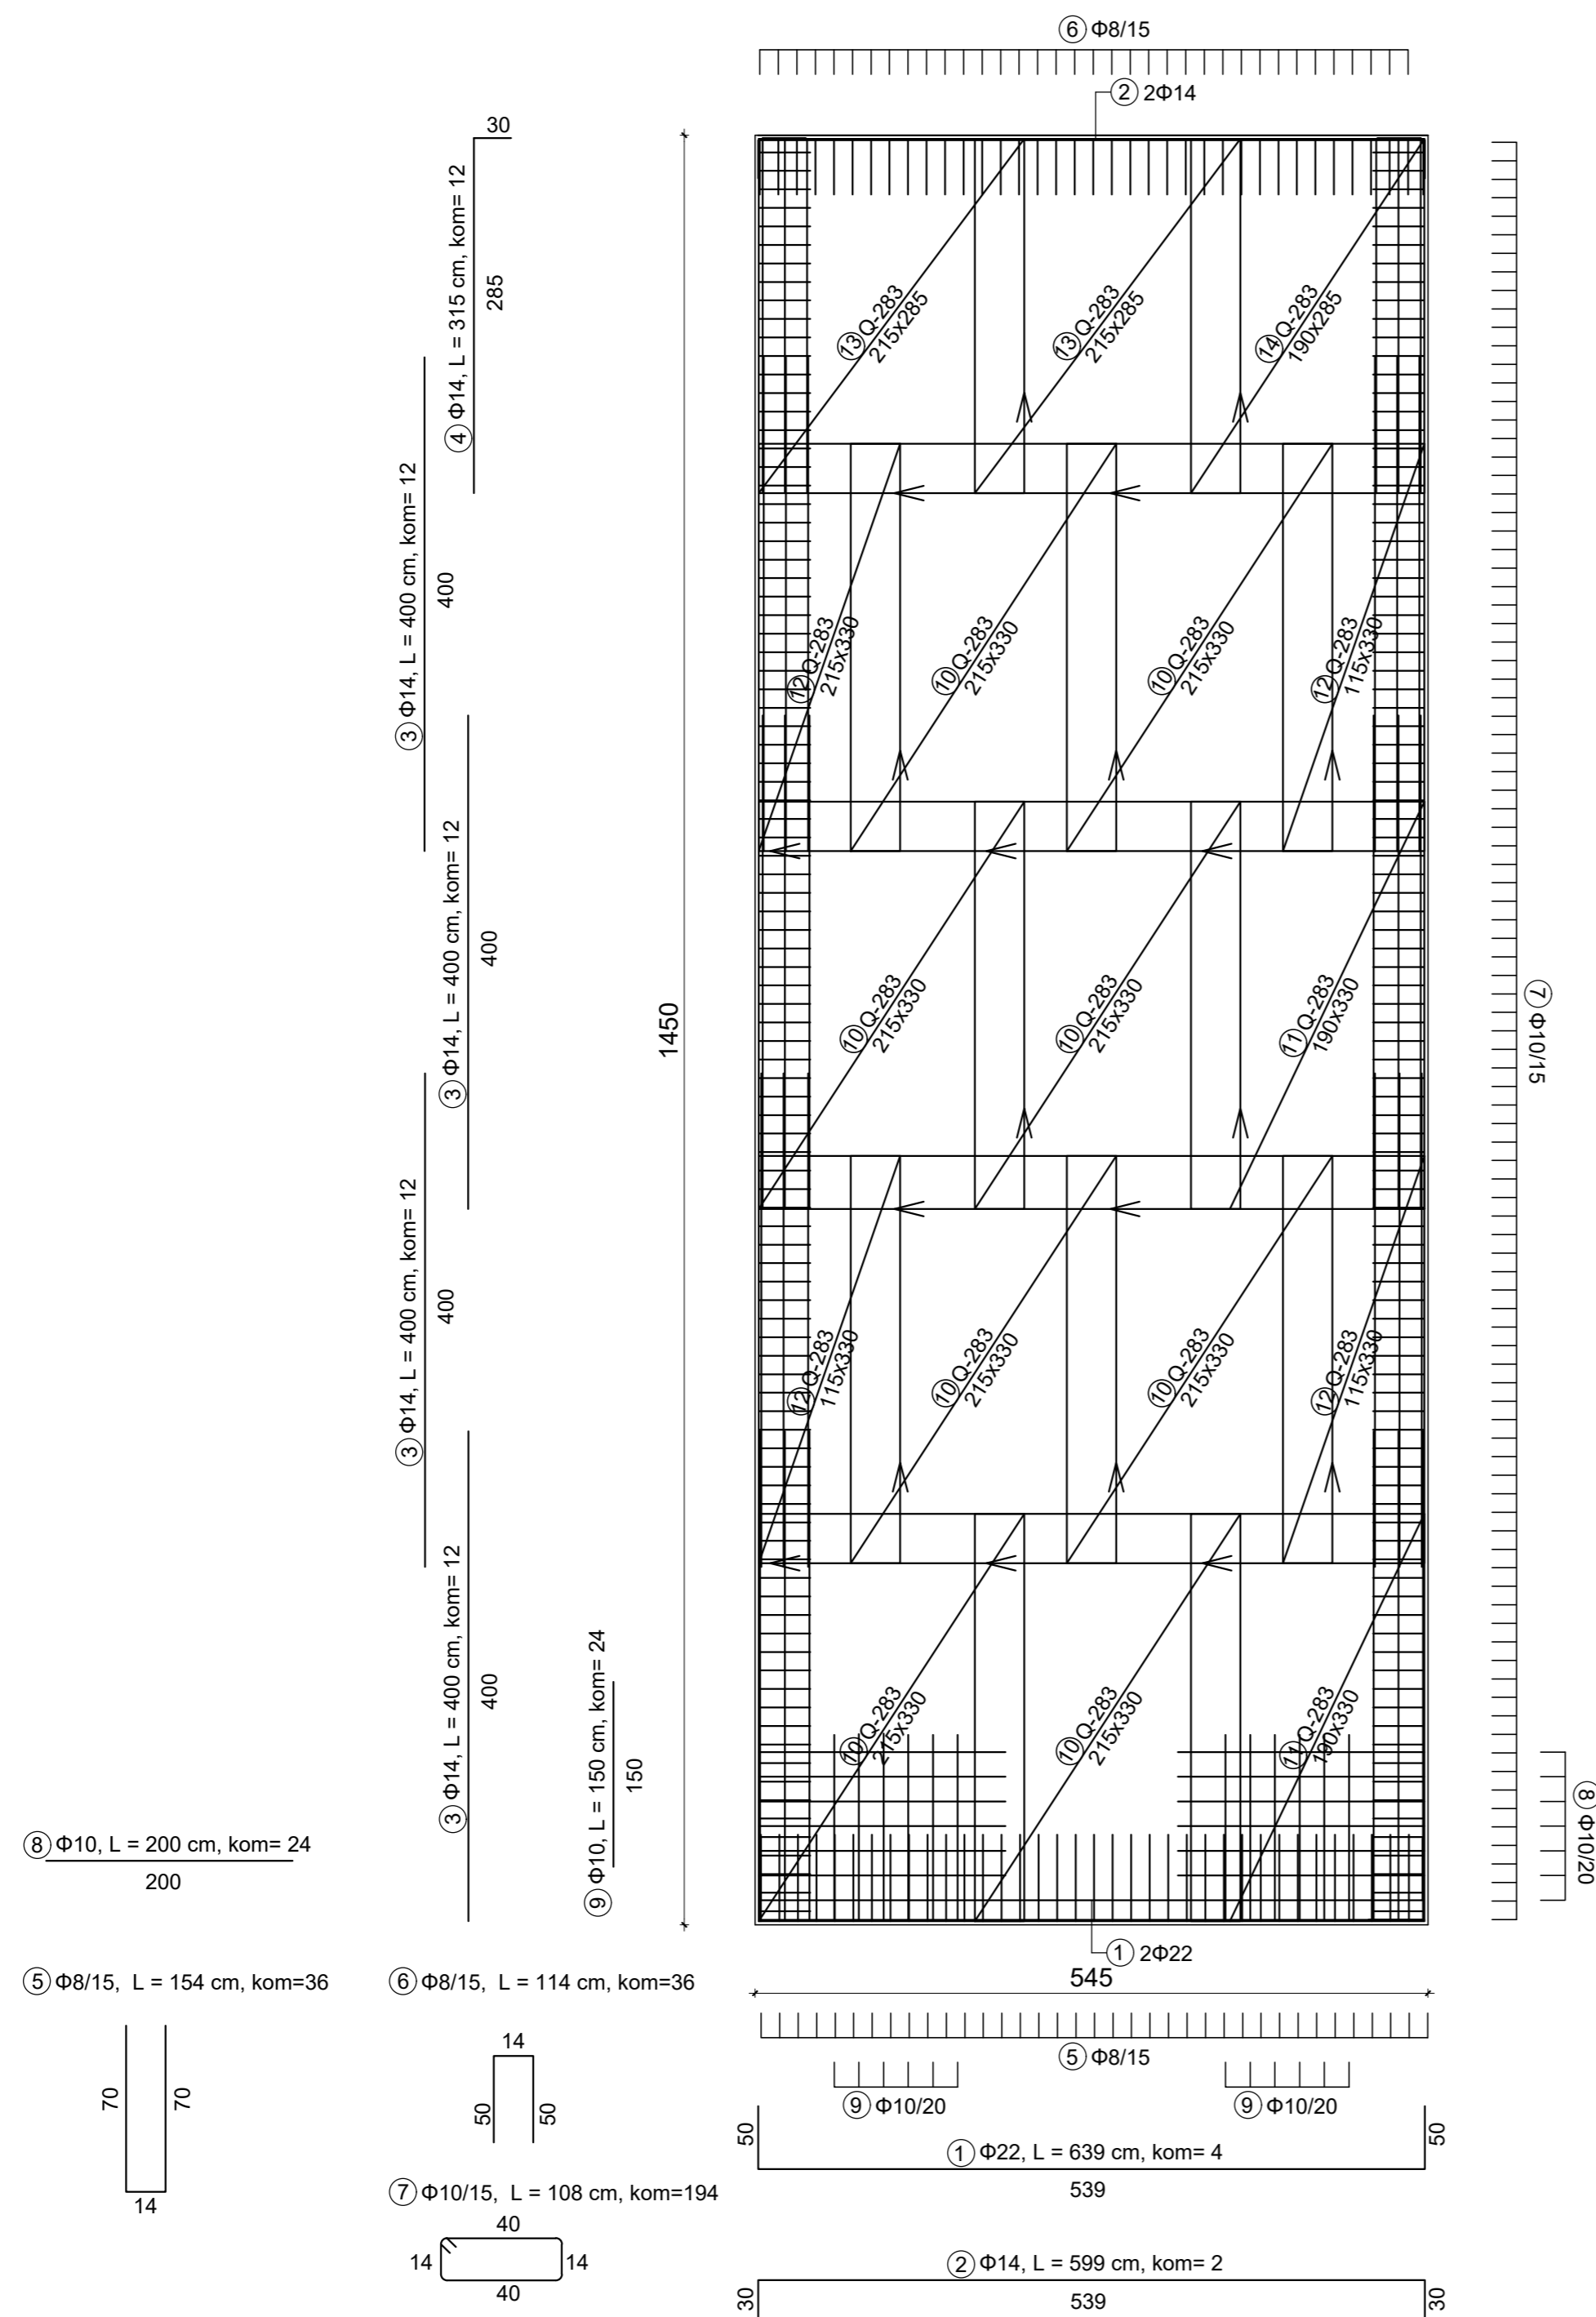 ⑥ Φ8/15
② 2Φ14
30
④ Φ14, L = 315 cm, kom= 12
285
⑬ Q-283
215x285
⑬ Q-283
215x285
⑭ Q-283
190x285
③ Φ14, L = 400 cm, kom= 12
400
⑫ Q-283
215x330
⑩ Q-283
215x330
⑩ Q-283
215x330
⑫ Q-283
115x330
③ Φ14, L = 400 cm, kom= 12
400
1450
⑩ Q-283
215x330
⑩ Q-283
215x330
⑪ Q-283
190x330
⑦ Φ10/15
③ Φ14, L = 400 cm, kom= 12
400
⑫ Q-283
115x330
⑩ Q-283
215x330
⑩ Q-283
215x330
⑫ Q-283
115x330
③ Φ14, L = 400 cm, kom= 12
400
⑨ Φ10, L = 150 cm, kom= 24
150
⑩ Q-283
215x330
⑩ Q-283
215x330
⑪ Q-283
190x330
⑧ Φ10/20
⑧ Φ10, L = 200 cm, kom= 24
200
① 2Φ22
545
⑤ Φ8/15, L = 154 cm, kom=36
70
70
14
⑥ Φ8/15, L = 114 cm, kom=36
14
50
50
⑤ Φ8/15
⑨ Φ10/20
⑨ Φ10/20
50
① Φ22, L = 639 cm, kom= 4
539
50
⑦ Φ10/15, L = 108 cm, kom=194
40
14
14
40
② Φ14, L = 599 cm, kom= 2
30
539
30